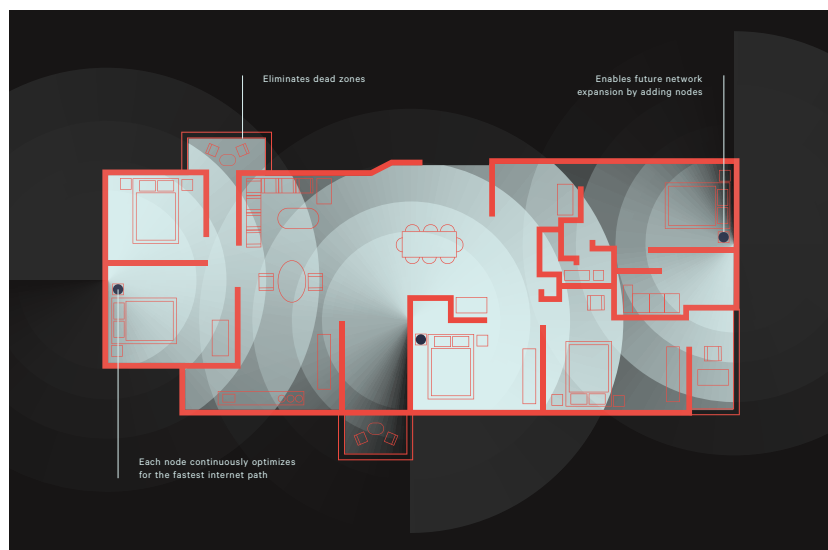 Eliminates dead zones
Enables future network
expansion by adding nodes
Each node continuously optimizes
for the fastest internet path